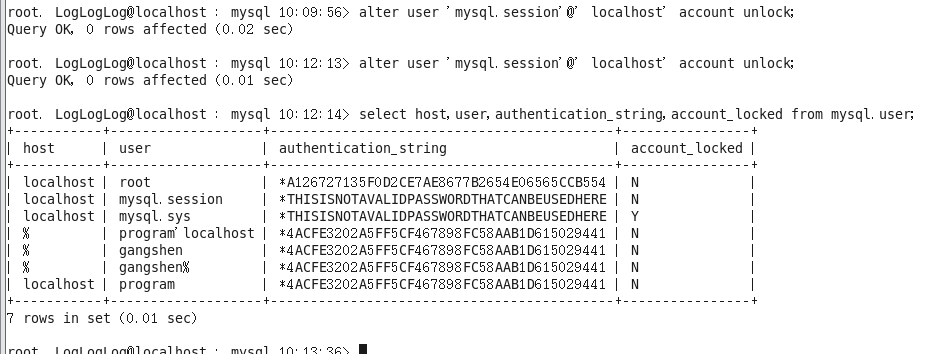 root. LogLogLog@localhost : mysql 10:09:56> alter user 'mysql.session'@' localhost' account unlock;
Query OK, 0 rows affected (0.02 sec)
root. LogLogLog@localhost : mysql 10:12:13> alter user 'mysql.session'@' localhost' account unlock;
Query OK, 0 rows affected (0.01 sec)
root. LogLogLog@localhost : mysql 10:12:14> select host,user,authentication_string,account_locked from mysql.user;
+-----------+-------------------+-------------------------------------------+----------------+
| host | user | authentication_string | account_locked |
+-----------+-------------------+-------------------------------------------+----------------+
| localhost | root | *A126727135F0D2CE7AE8677B2654E06565CCB554 | N |
| localhost | mysql.session | *THISISNOTAVALIDPASSWORDTHATCANBEUSEDHERE | N |
| localhost | mysql.sys | *THISISNOTAVALIDPASSWORDTHATCANBEUSEDHERE | Y |
| % | program'localhost | *4ACFE3202A5FF5CF467898FC58AAB1D615029441 | N |
| % | gangshen | *4ACFE3202A5FF5CF467898FC58AAB1D615029441 | N |
| % | gangshen% | *4ACFE3202A5FF5CF467898FC58AAB1D615029441 | N |
| localhost | program | *4ACFE3202A5FF5CF467898FC58AAB1D615029441 | N |
+-----------+-------------------+-------------------------------------------+----------------+
7 rows in set (0.01 sec)
root. LogLogLog@localhost : mysql 10:13:36>